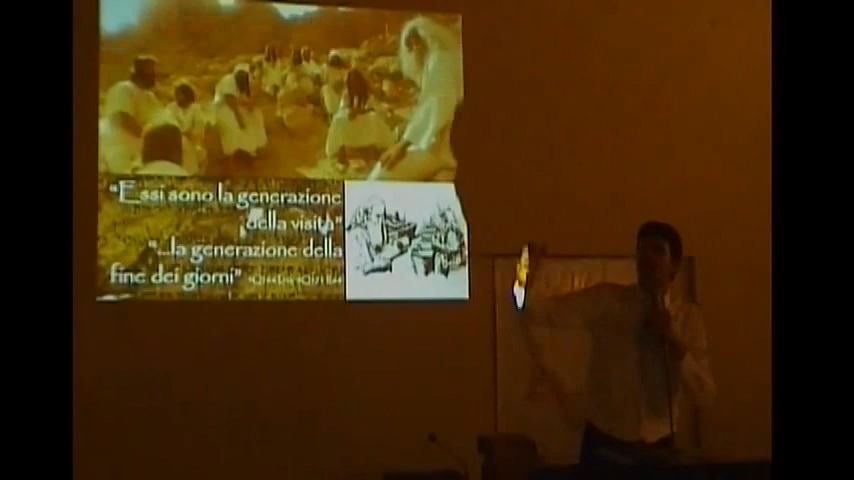 "Essi sono la generazione
della visita"
"...la generazione della
fine dei giorni"